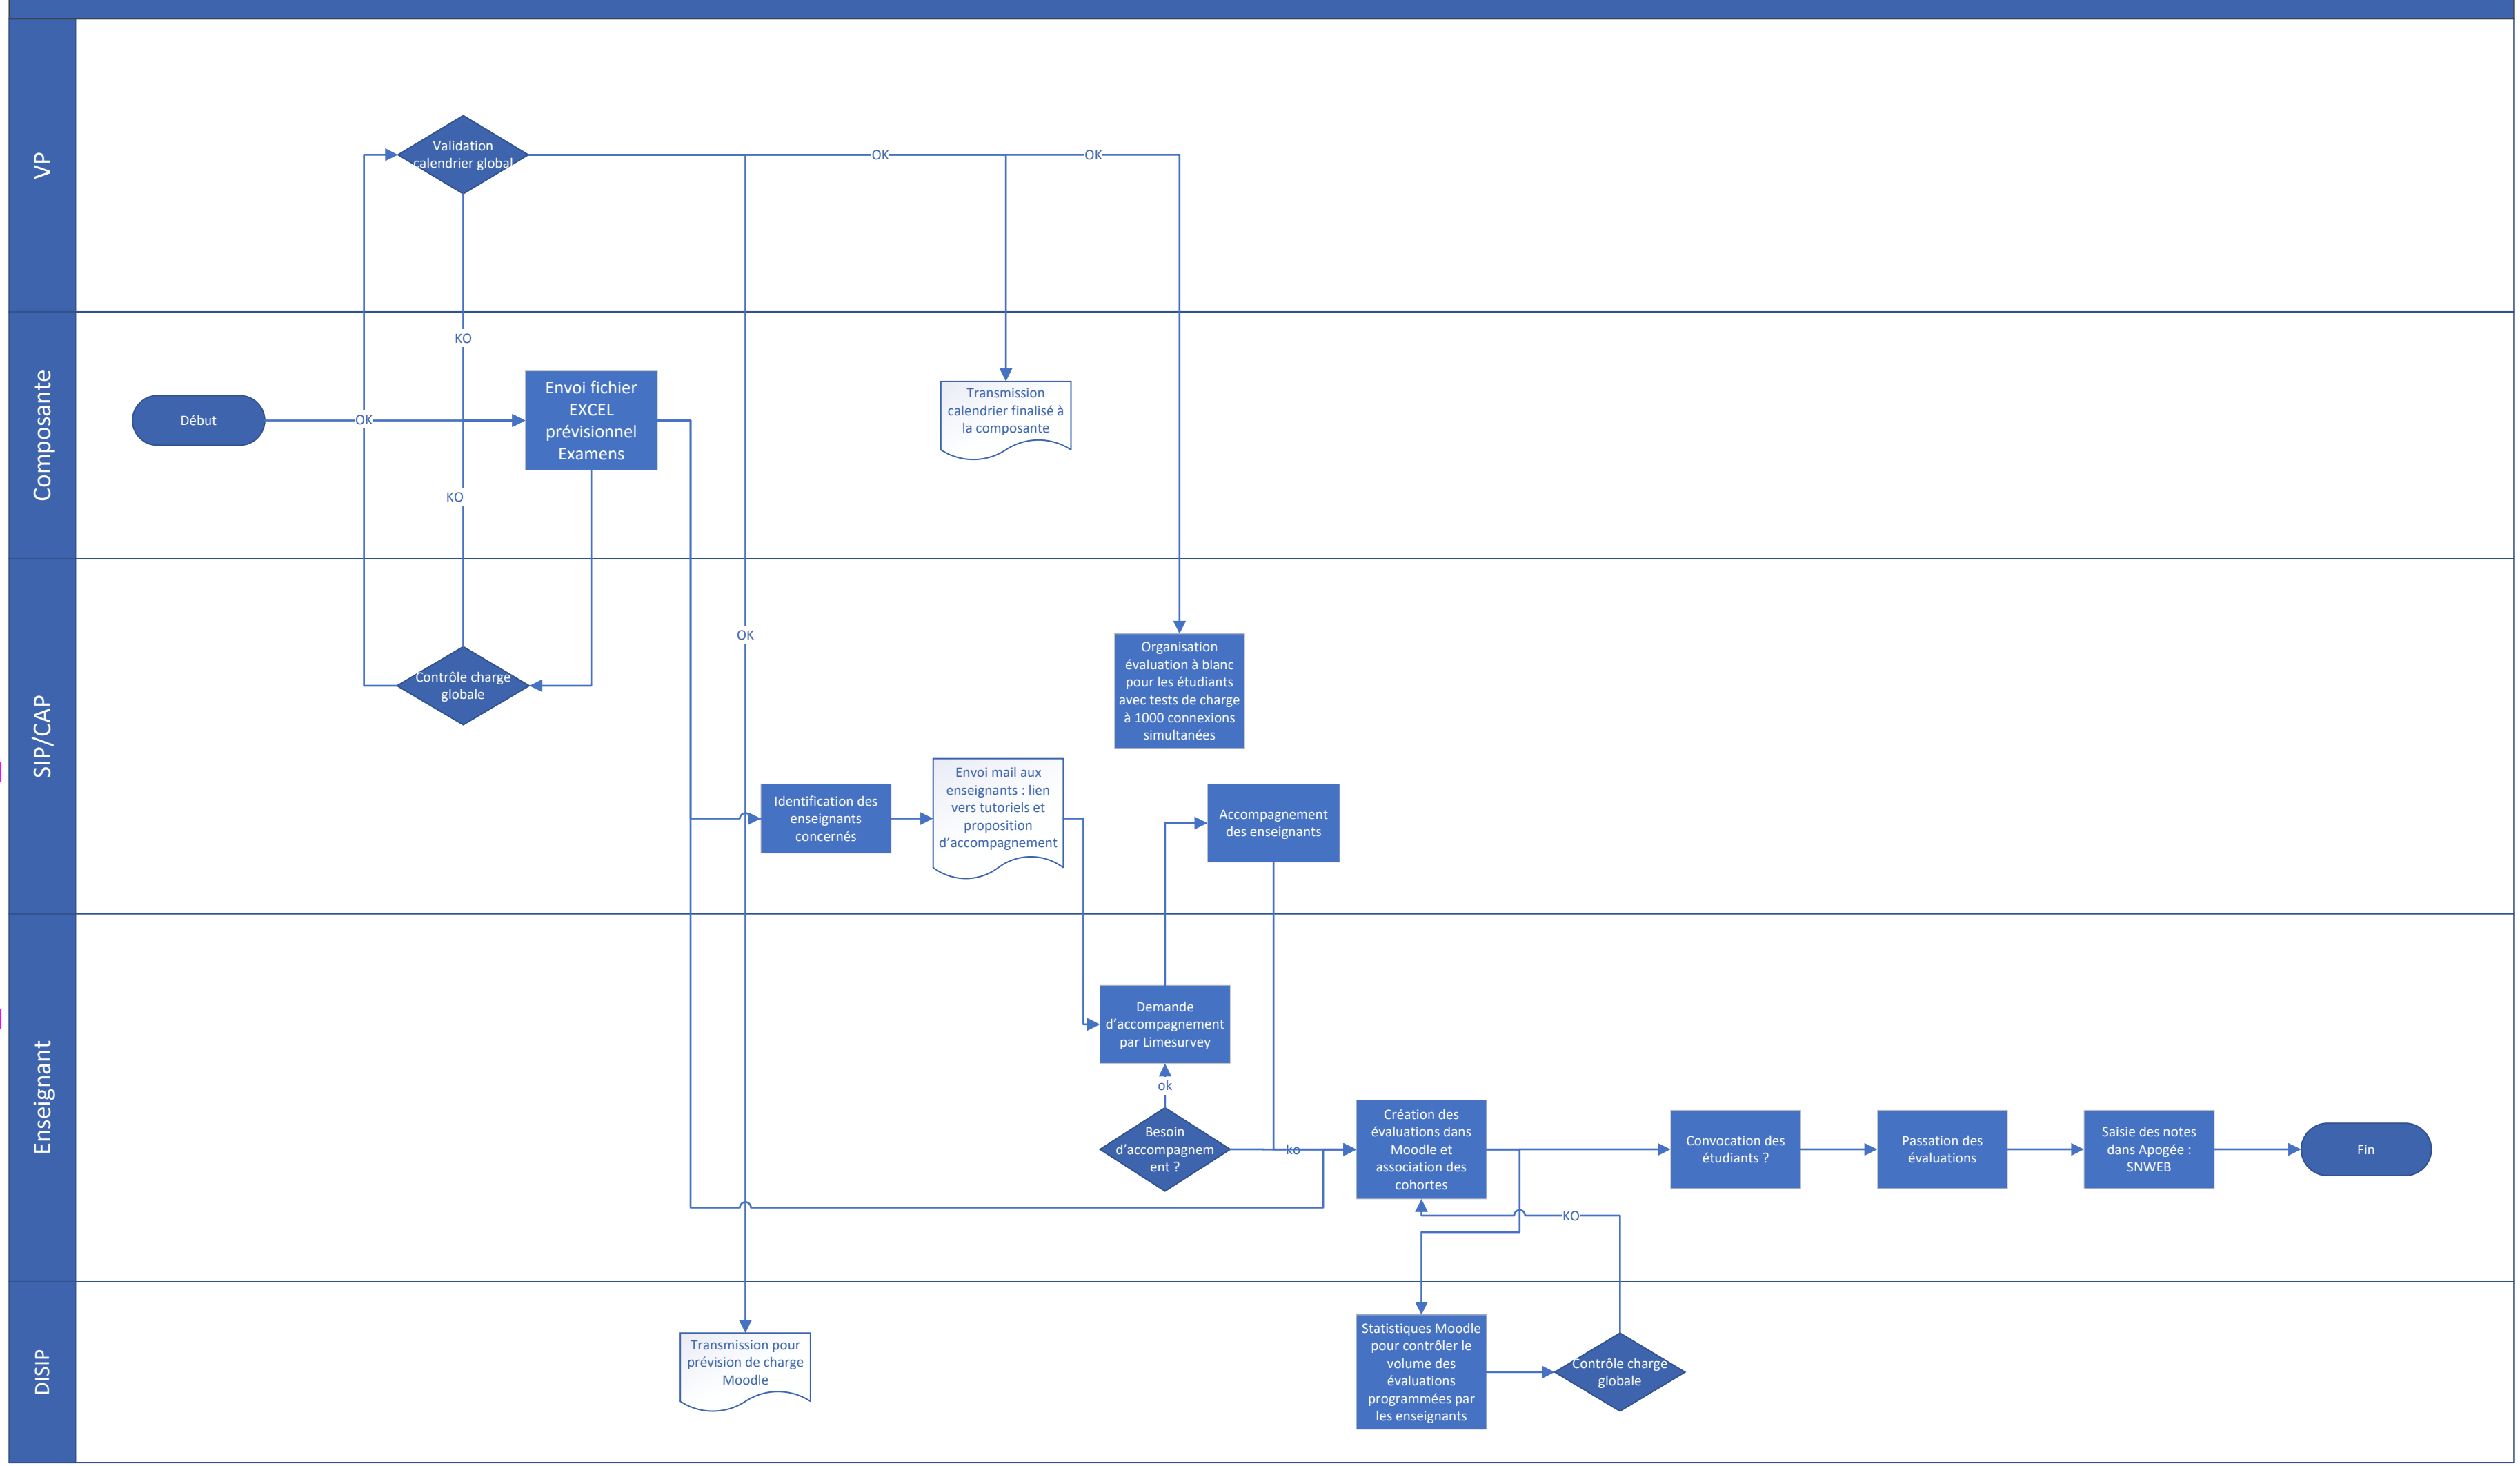 VP
Validation
calendrier global
OK
OK
KO
Composante
Début
OK
Envoi fichier
EXCEL
prévisionnel
Examens
Transmission
calendrier finalisé à
la composante
KO
SIP/CAP
OK
Organisation
évaluation à blanc
pour les étudiants
avec tests de charge
à 1000 connexions
simultanées
Contrôle charge
globale
Identification des
enseignants
concernés
Envoi mail aux
enseignants : lien
vers tutoriels et
proposition
d’accompagnement
Accompagnement
des enseignants
Enseignant
Demande
d’accompagnement
par Limesurvey
ok
Besoin
d’accompagnem
ent ?
ko
Création des
évaluations dans
Moodle et
association des
cohortes
Convocation des
étudiants ?
Passation des
évaluations
Saisie des notes
dans Apogée :
SNWEB
Fin
KO
DISIP
Transmission pour
prévision de charge
Moodle
Statistiques Moodle
pour contrôler le
volume des
évaluations
programmées par
les enseignants
Contrôle charge
globale